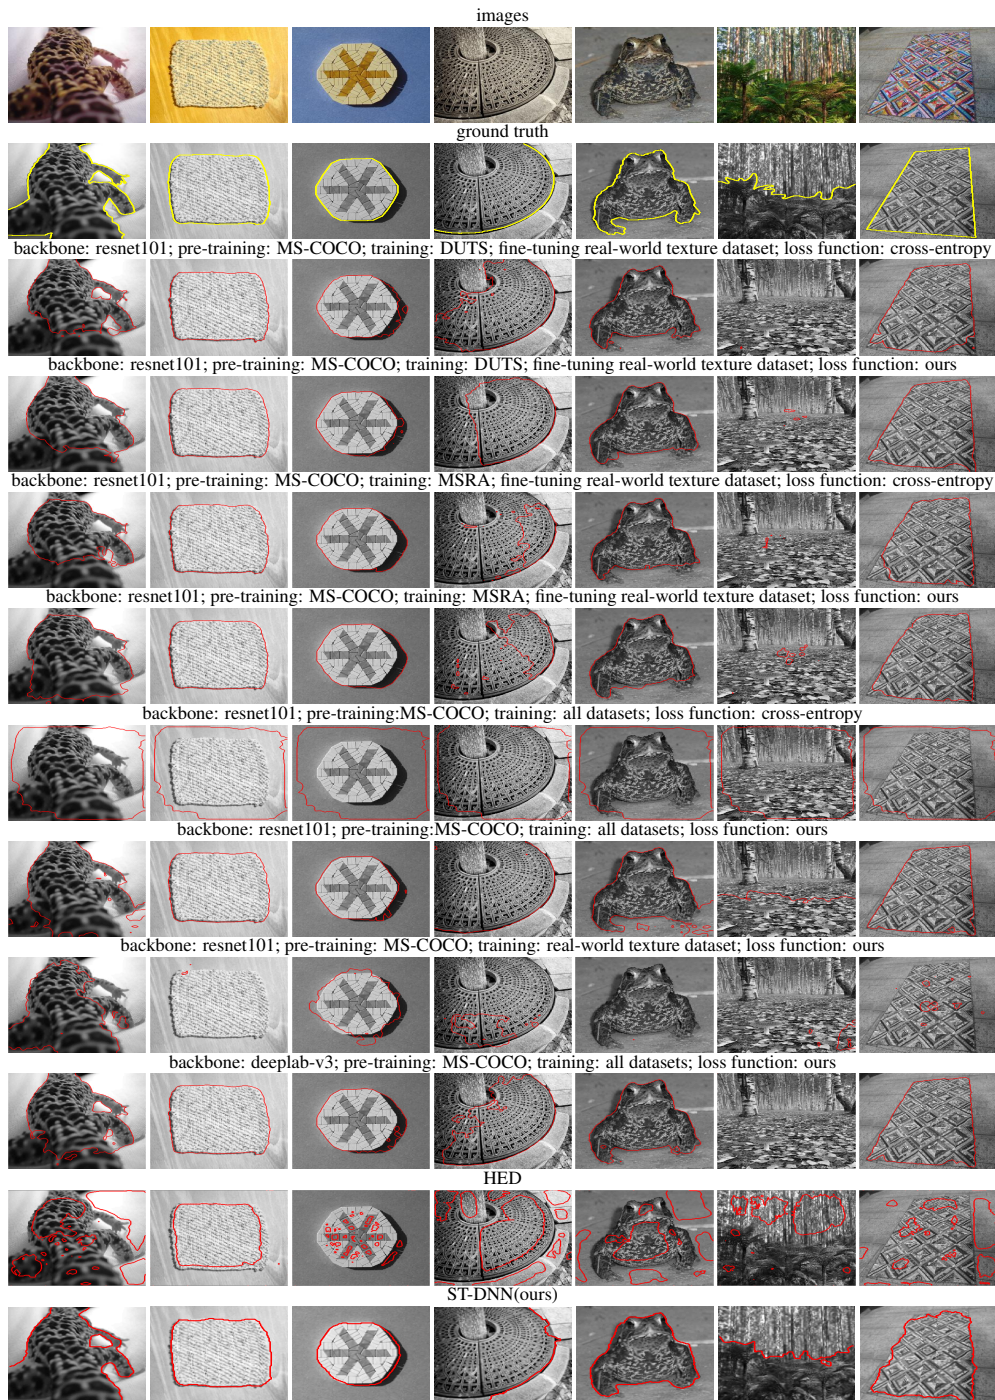 images
ground truth
backbone: resnet101; pre-training: MS-COCO; training: DUTS; fine-tuning real-world texture dataset; loss function: cross-entropy
backbone: resnet101; pre-training: MS-COCO; training: DUTS; fine-tuning real-world texture dataset; loss function: ours
backbone: resnet101; pre-training: MS-COCO; training: MSRA; fine-tuning real-world texture dataset; loss function: cross-entropy
backbone: resnet101; pre-training: MS-COCO; training: MSRA; fine-tuning real-world texture dataset; loss function: ours
backbone: resnet101; pre-training:MS-COCO; training: all datasets; loss function: cross-entropy
backbone: resnet101; pre-training:MS-COCO; training: all datasets; loss function: ours
backbone: resnet101; pre-training: MS-COCO; training: real-world texture dataset; loss function: ours
backbone: deeplab-v3; pre-training: MS-COCO; training: all datasets; loss function: ours
HED
ST-DNN(ours)